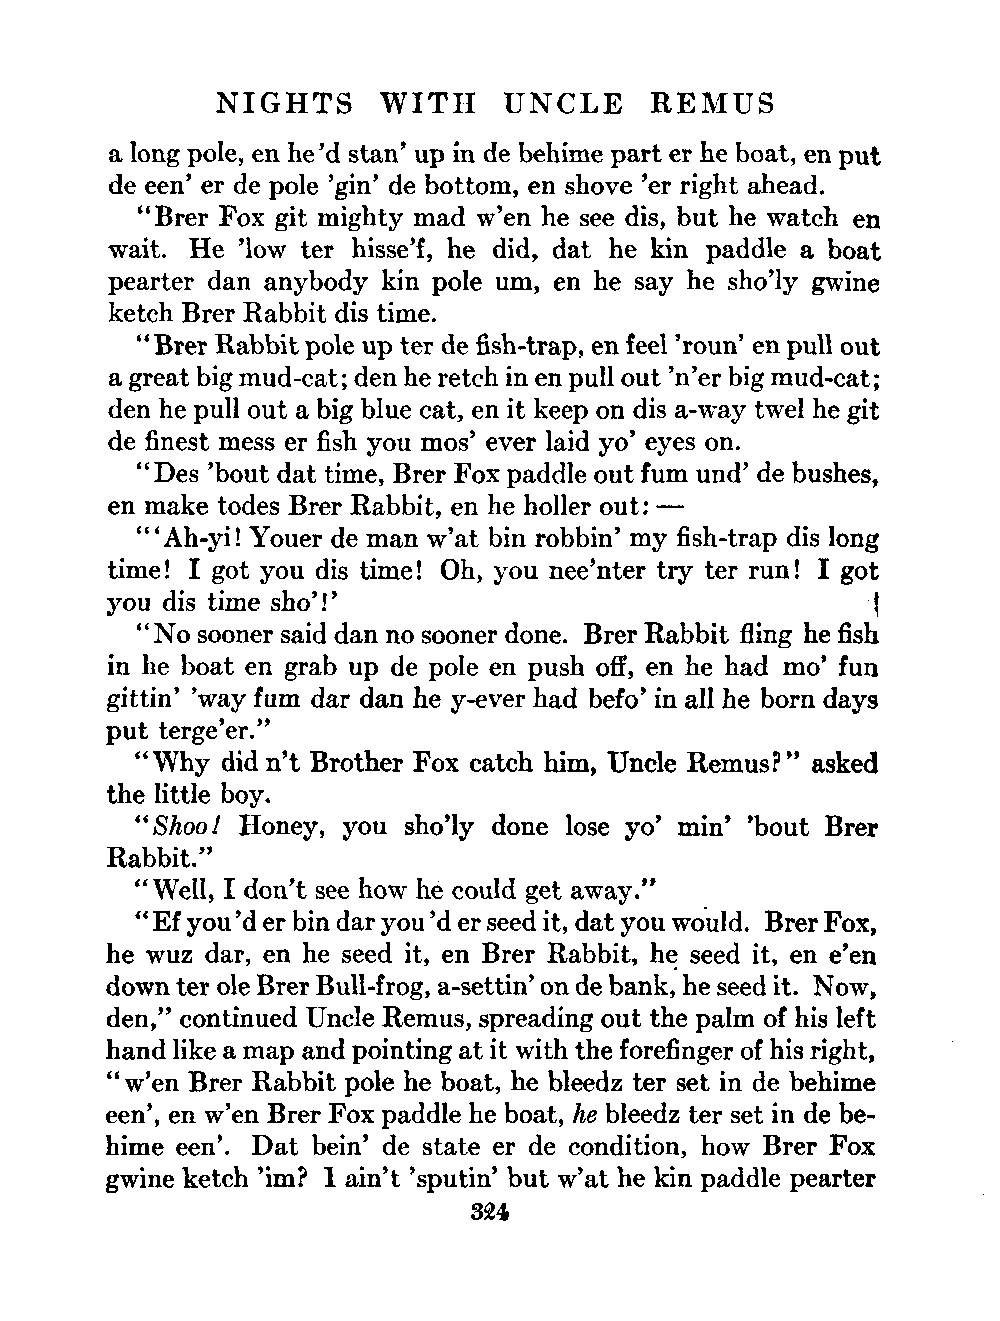 NIGHTS WITH UNCLE REMUS
a long pole, en he 'd stan' up in de behime part er he boat, en put
de een' er de pole 'gin' de bottom, en shove 'er right ahead.
"Brer Fox git mighty mad w'en he see dis, but he watch en
wait. He 'low ter hisse'f, he did, dat he kin paddle a boat
pearter dan anybody kin pole um, en he say he sho'ly gwine
ketch Brer Rabbit dis time.
"Brer Rabbit pole up ter de fish-trap, en feel 'roun' en pull out
a great big mud-cat; den he retch in en pull out 'n'er big mud-cat;
den he pull out a big blue cat, en it keep on dis a-way twel he git
de finest mess er fish you mos' ever laid yo' eyes on.
"Des 'bout dat time, Brer Fox paddle out fum und' de bushes,
en make todes Brer Rabbit, en he holler out: —
"'Ah-yi! Youer de man w'at bin robbin' my fish-trap dis long
time! I got you dis time! Oh, you nee'nter try ter run! I got
you dis time sho'!'
"No sooner said dan no sooner done. Brer Rabbit fling he fish
in he boat en grab up de pole en push off, en he had mo' fun
gittin' 'way fum dar dan he y-ever had befo' in all he born days
put terge'er."
"Why did n't Brother Fox catch him, Uncle Remus?" asked
the little boy.
"Shoo! Honey, you sho'ly done lose yo' min' 'bout Brer
Rabbit."
"Well, I don't see how he could get away."
"Ef you 'd er bin dar you 'd er seed it, dat you would. Brer Fox,
he wuz dar, en he seed it, en Brer Rabbit, he seed it, en e'en
down ter ole Brer Bull-frog, a-settin' on de bank, he seed it. Now,
den," continued Uncle Remus, spreading out the palm of his left
hand like a map and pointing at it with the forefinger of his right,
"w'en Brer Rabbit pole he boat, he bleedz ter set in de behime
een', en w'en Brer Fox paddle he boat, he bleedz ter set in de be-
hime een'. Dat bein' de state er de condition, how Brer Fox
gwine ketch 'im? I ain't 'sputin' but w'at he kin paddle pearter
324